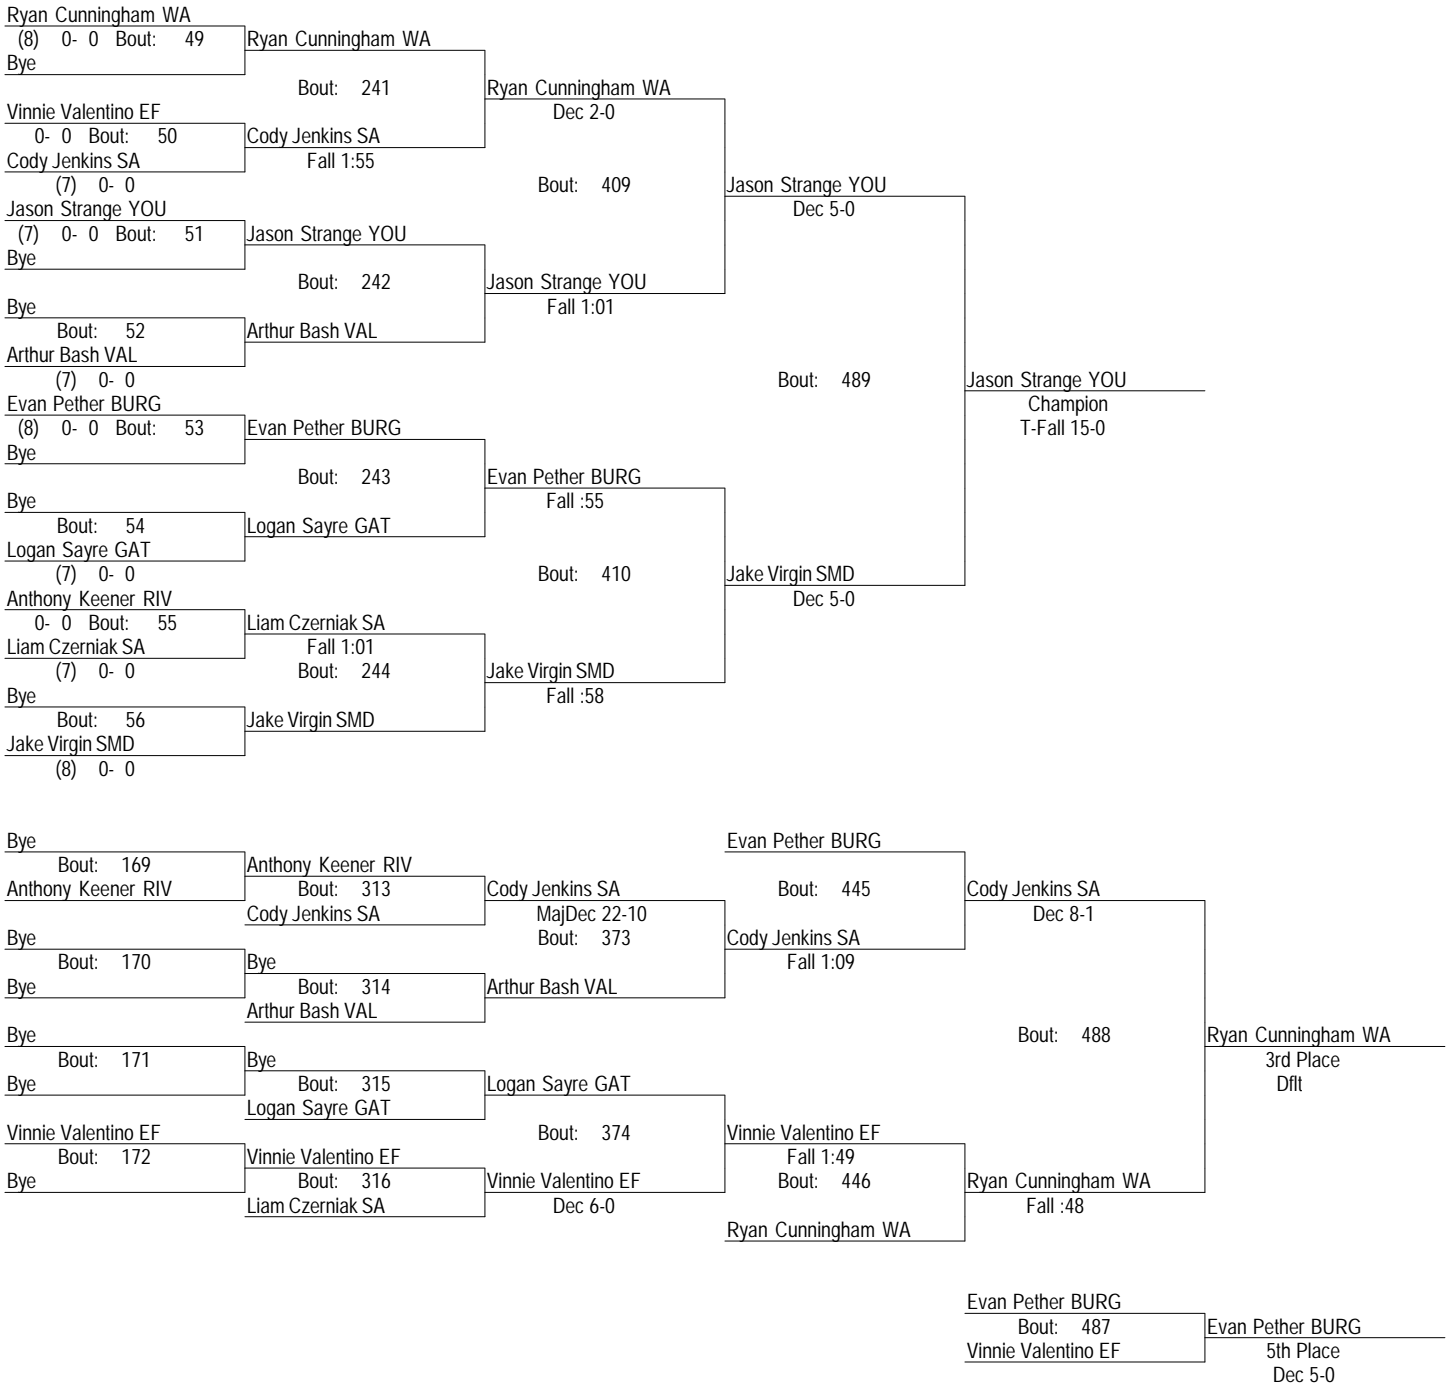 Ryan Cunningham WA
(8) 0- 0 Bout: 49 Ryan Cunningham WA
Bye
Bout: 241 Ryan Cunningham WA
Vinnie Valentino EF Dec 2-0
0- 0 Bout: 50 Cody Jenkins SA
Cody Jenkins SA Fall 1:55
(7) 0- 0 Bout: 409 Jason Strange YOU
Jason Strange YOU Dec 5-0
(7) 0- 0 Bout: 51 Jason Strange YOU
Bye
Bout: 242 Jason Strange YOU
Bye Fall 1:01
Bout: 52 Arthur Bash VAL
Arthur Bash VAL
(7) 0- 0 Bout: 489 Jason Strange YOU
Evan Pether BURG Champion
(8) 0- 0 Bout: 53 Evan Pether BURG T-Fall 15-0
Bye
Bout: 243 Evan Pether BURG
Bye Fall :55
Bout: 54 Logan Sayre GAT
Logan Sayre GAT
(7) 0- 0 Bout: 410 Jake Virgin SMD
Anthony Keener RIV Dec 5-0
0- 0 Bout: 55 Liam Czerniak SA
Liam Czerniak SA Fall 1:01
(7) 0- 0 Bout: 244 Jake Virgin SMD
Bye Fall :58
Bout: 56 Jake Virgin SMD
Jake Virgin SMD
(8) 0- 0
Bye Evan Pether BURG
Bout: 169 Anthony Keener RIV
Anthony Keener RIV Bout: 313 Cody Jenkins SA Bout: 445 Cody Jenkins SA
Cody Jenkins SA MajDec 22-10 Dec 8-1
Bye Bout: 373 Cody Jenkins SA
Bout: 170 Bye Fall 1:09
Bye Bout: 314 Arthur Bash VAL
Arthur Bash VAL
Bye Bout: 488 Ryan Cunningham WA
Bout: 171 Bye 3rd Place
Bye Bout: 315 Logan Sayre GAT Dflt
Logan Sayre GAT
Vinnie Valentino EF Bout: 374 Vinnie Valentino EF
Bout: 172 Vinnie Valentino EF Fall 1:49
Bye Bout: 316 Vinnie Valentino EF Bout: 446 Ryan Cunningham WA
Liam Czerniak SA Dec 6-0 Fall :48
Ryan Cunningham WA
Evan Pether BURG
Bout: 487 Evan Pether BURG
Vinnie Valentino EF 5th Place
Dec 5-0